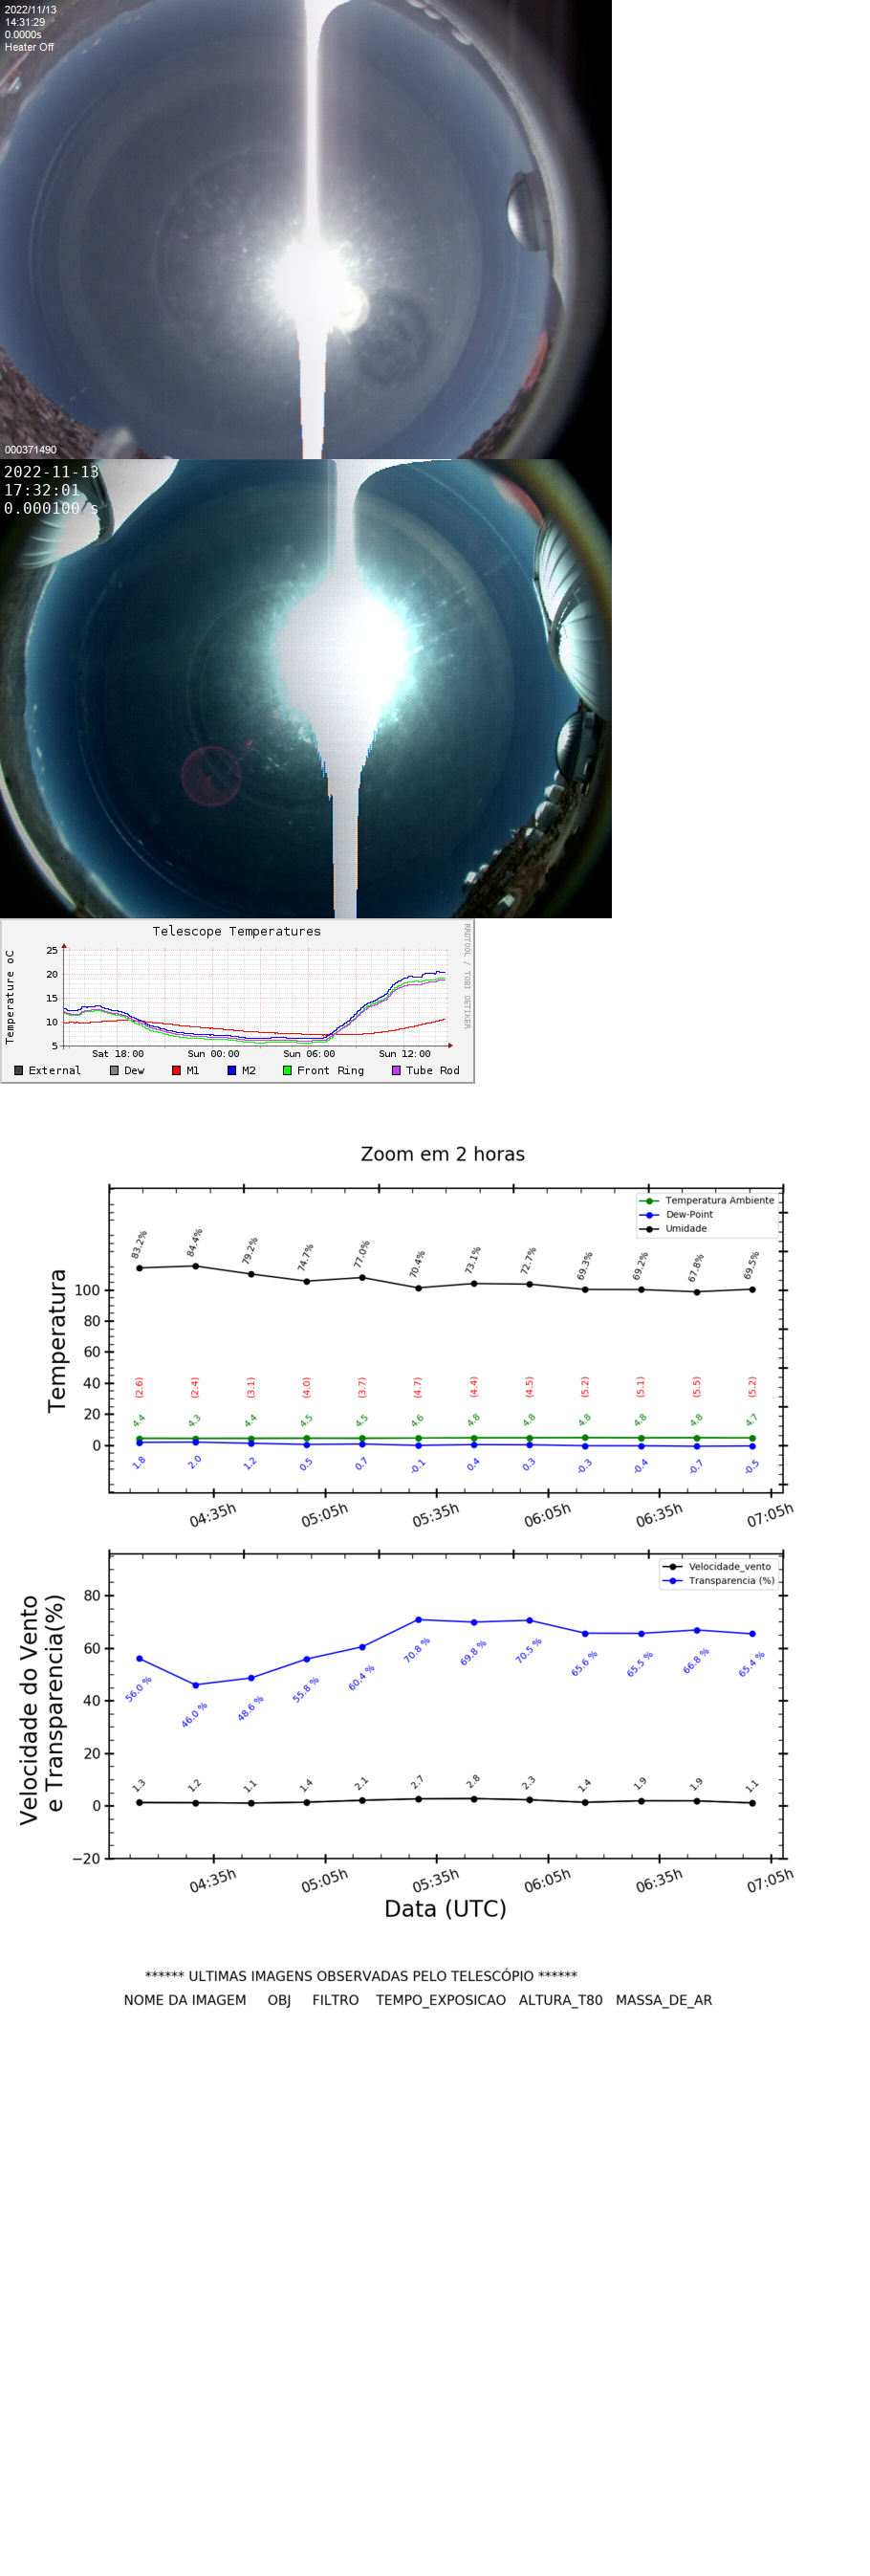 2022/11/13
14:31:29
0.0000s
Heater Off
000371490
2022-11-13
17:32:01
0.000100/s
Telescope Temperatures
RRDTOOL / TOBI OETIKER
Temperature oC
25
20
15
10
5
Sat 18:00 Sun 00:00 Sun 06:00 Sun 12:00
External Dew M1 M2 Front Ring Tube Rod
Zoom em 2 horas
Temperatura Ambiente
Dew-Point
Umidade
Temperatura
100
80
60
40
20
0
83.2% 84.4% 79.2% 74.7% 77.0% 70.4% 73.1% 72.7% 69.3% 69.2% 67.8% 69.5%
(2.6) (2.4) (3.1) (4.0) (3.7) (4.7) (4.4) (4.5) (5.2) (5.1) (5.5) (5.2)
4.4 4.3 4.4 4.5 4.5 4.6 4.8 4.8 4.8 4.8 4.8 4.7
1.8 2.0 1.2 0.5 0.7 -0.1 0.4 0.3 -0.3 -0.4 -0.7 -0.5
04:35h 05:05h 05:35h 06:05h 06:35h 07:05h
Velocidade_vento
Transparencia (%)
Velocidade do Vento
e Transparencia(%)
80
60
40
20
0
−20
56.0 % 46.0 % 48.6 % 55.8 % 60.4 % 70.8 % 69.8 % 70.5 % 65.6 % 65.5 % 66.8 % 65.4 %
1.3 1.2 1.1 1.4 2.1 2.7 2.8 2.3 1.4 1.9 1.9 1.1
04:35h 05:05h 05:35h 06:05h 06:35h 07:05h
Data (UTC)
****** ULTIMAS IMAGENS OBSERVADAS PELO TELESCÓPIO ******
NOME DA IMAGEM OBJ FILTRO TEMPO_EXPOSICAO ALTURA_T80 MASSA_DE_AR